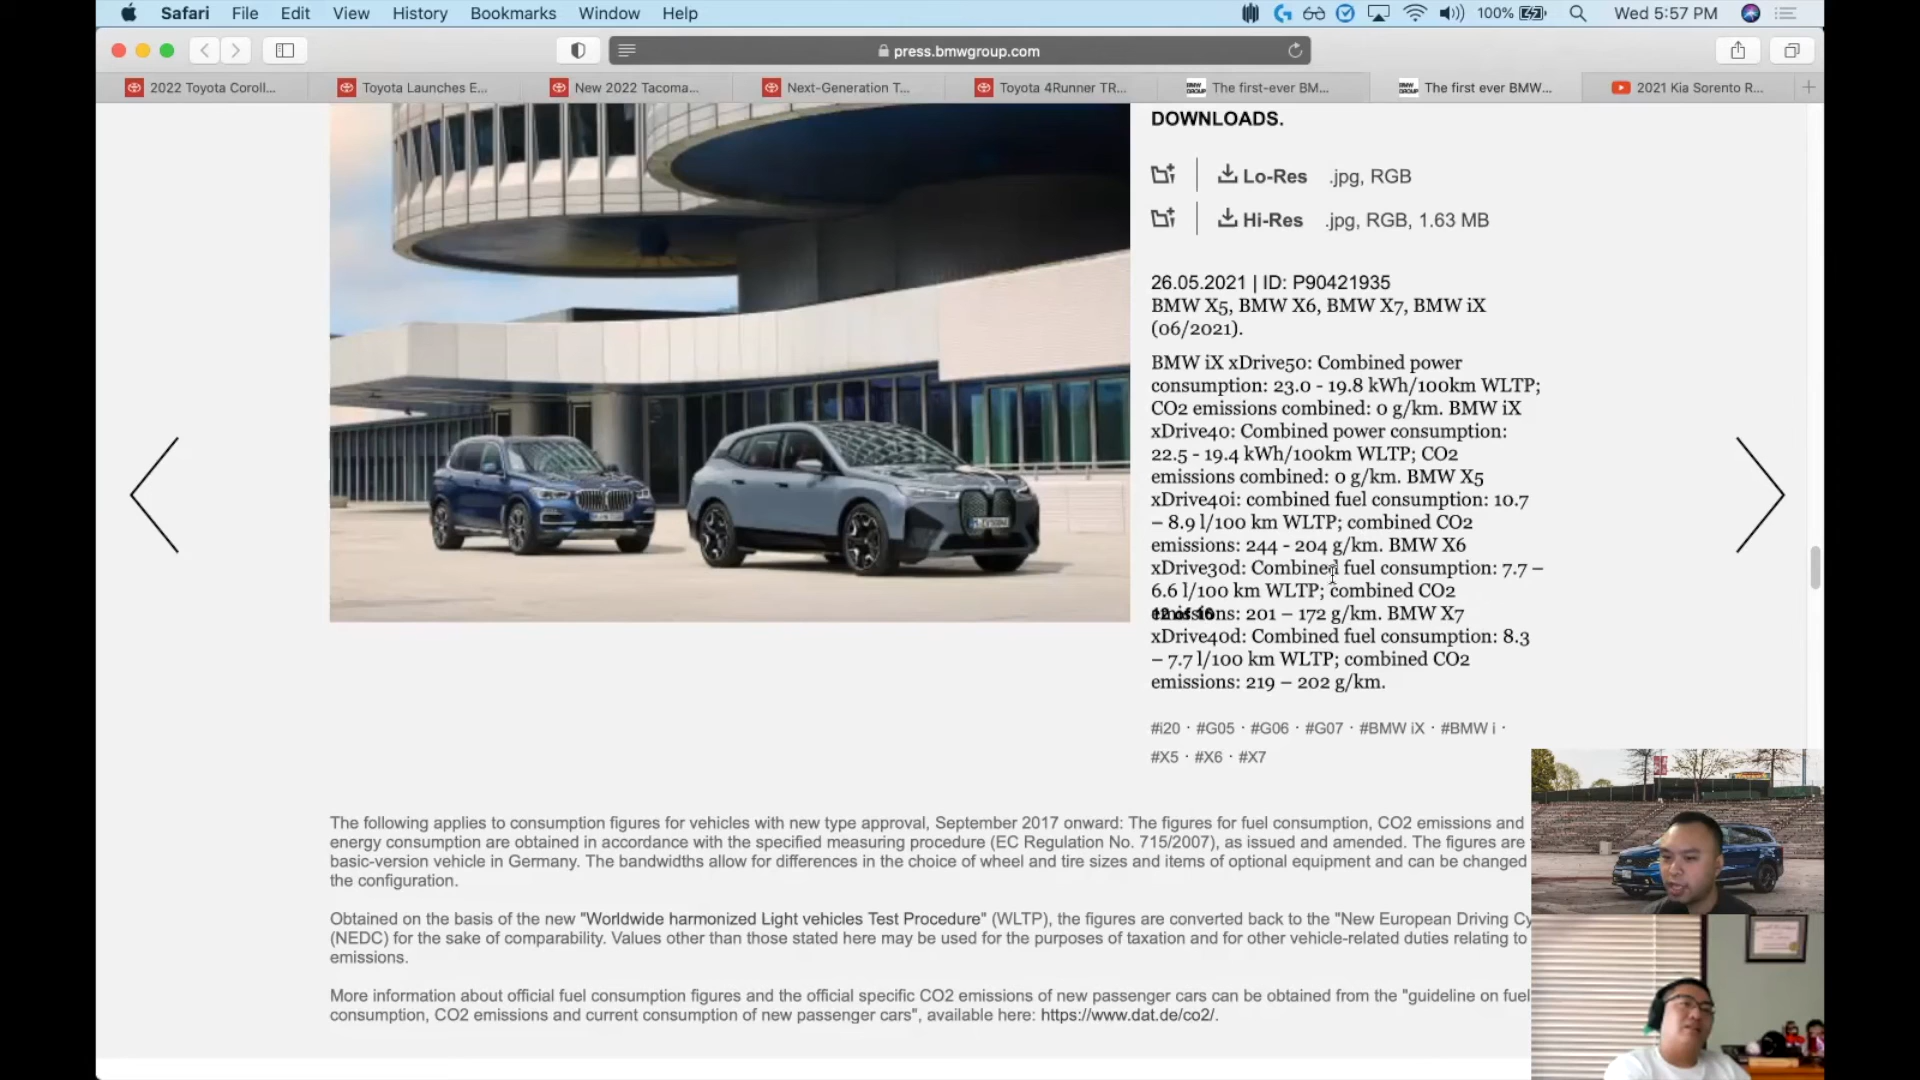 Safari File Edit View History Bookmarks Window Help 100% Wed 5:57 PM
press.bmwgroup.com
2022 Toyota Coroll... Toyota Launches E... New 2022 Tacoma... Next-Generation T... Toyota 4Runner TR... The first-ever BM... The first ever BMW... 2021 Kia Sorento R...
DOWNLOADS.
Lo-Res .jpg, RGB
Hi-Res .jpg, RGB, 1.63 MB
26.05.2021 | ID: P90421935
BMW X5, BMW X6, BMW X7, BMW iX
(06/2021).
BMW iX xDrive50: Combined power
consumption: 23.0 - 19.8 kWh/100km WLTP;
CO2 emissions combined: 0 g/km. BMW iX
xDrive40: Combined power consumption:
22.5 - 19.4 kWh/100km WLTP; CO2
emissions combined: 0 g/km. BMW X5
xDrive40i: combined fuel consumption: 10.7
– 8.9 l/100 km WLTP; combined CO2
emissions: 244 - 204 g/km. BMW X6
xDrive30d: Combined fuel consumption: 7.7 –
6.6 l/100 km WLTP; combined CO2
emissions: 201 – 172 g/km. BMW X7
12 of 16
xDrive40d: Combined fuel consumption: 8.3
– 7.7 l/100 km WLTP; combined CO2
emissions: 219 – 202 g/km.
#i20 · #G05 · #G06 · #G07 · #BMW iX · #BMW i ·
#X5 · #X6 · #X7
The following applies to consumption figures for vehicles with new type approval, September 2017 onward: The figures for fuel consumption, CO2 emissions and
energy consumption are obtained in accordance with the specified measuring procedure (EC Regulation No. 715/2007), as issued and amended. The figures are
basic-version vehicle in Germany. The bandwidths allow for differences in the choice of wheel and tire sizes and items of optional equipment and can be changed
the configuration.
Obtained on the basis of the new "Worldwide harmonized Light vehicles Test Procedure" (WLTP), the figures are converted back to the "New European Driving Cy
(NEDC) for the sake of comparability. Values other than those stated here may be used for the purposes of taxation and for other vehicle-related duties relating to
emissions.
More information about official fuel consumption figures and the official specific CO2 emissions of new passenger cars can be obtained from the "guideline on fuel
consumption, CO2 emissions and current consumption of new passenger cars", available here: https://www.dat.de/co2/.